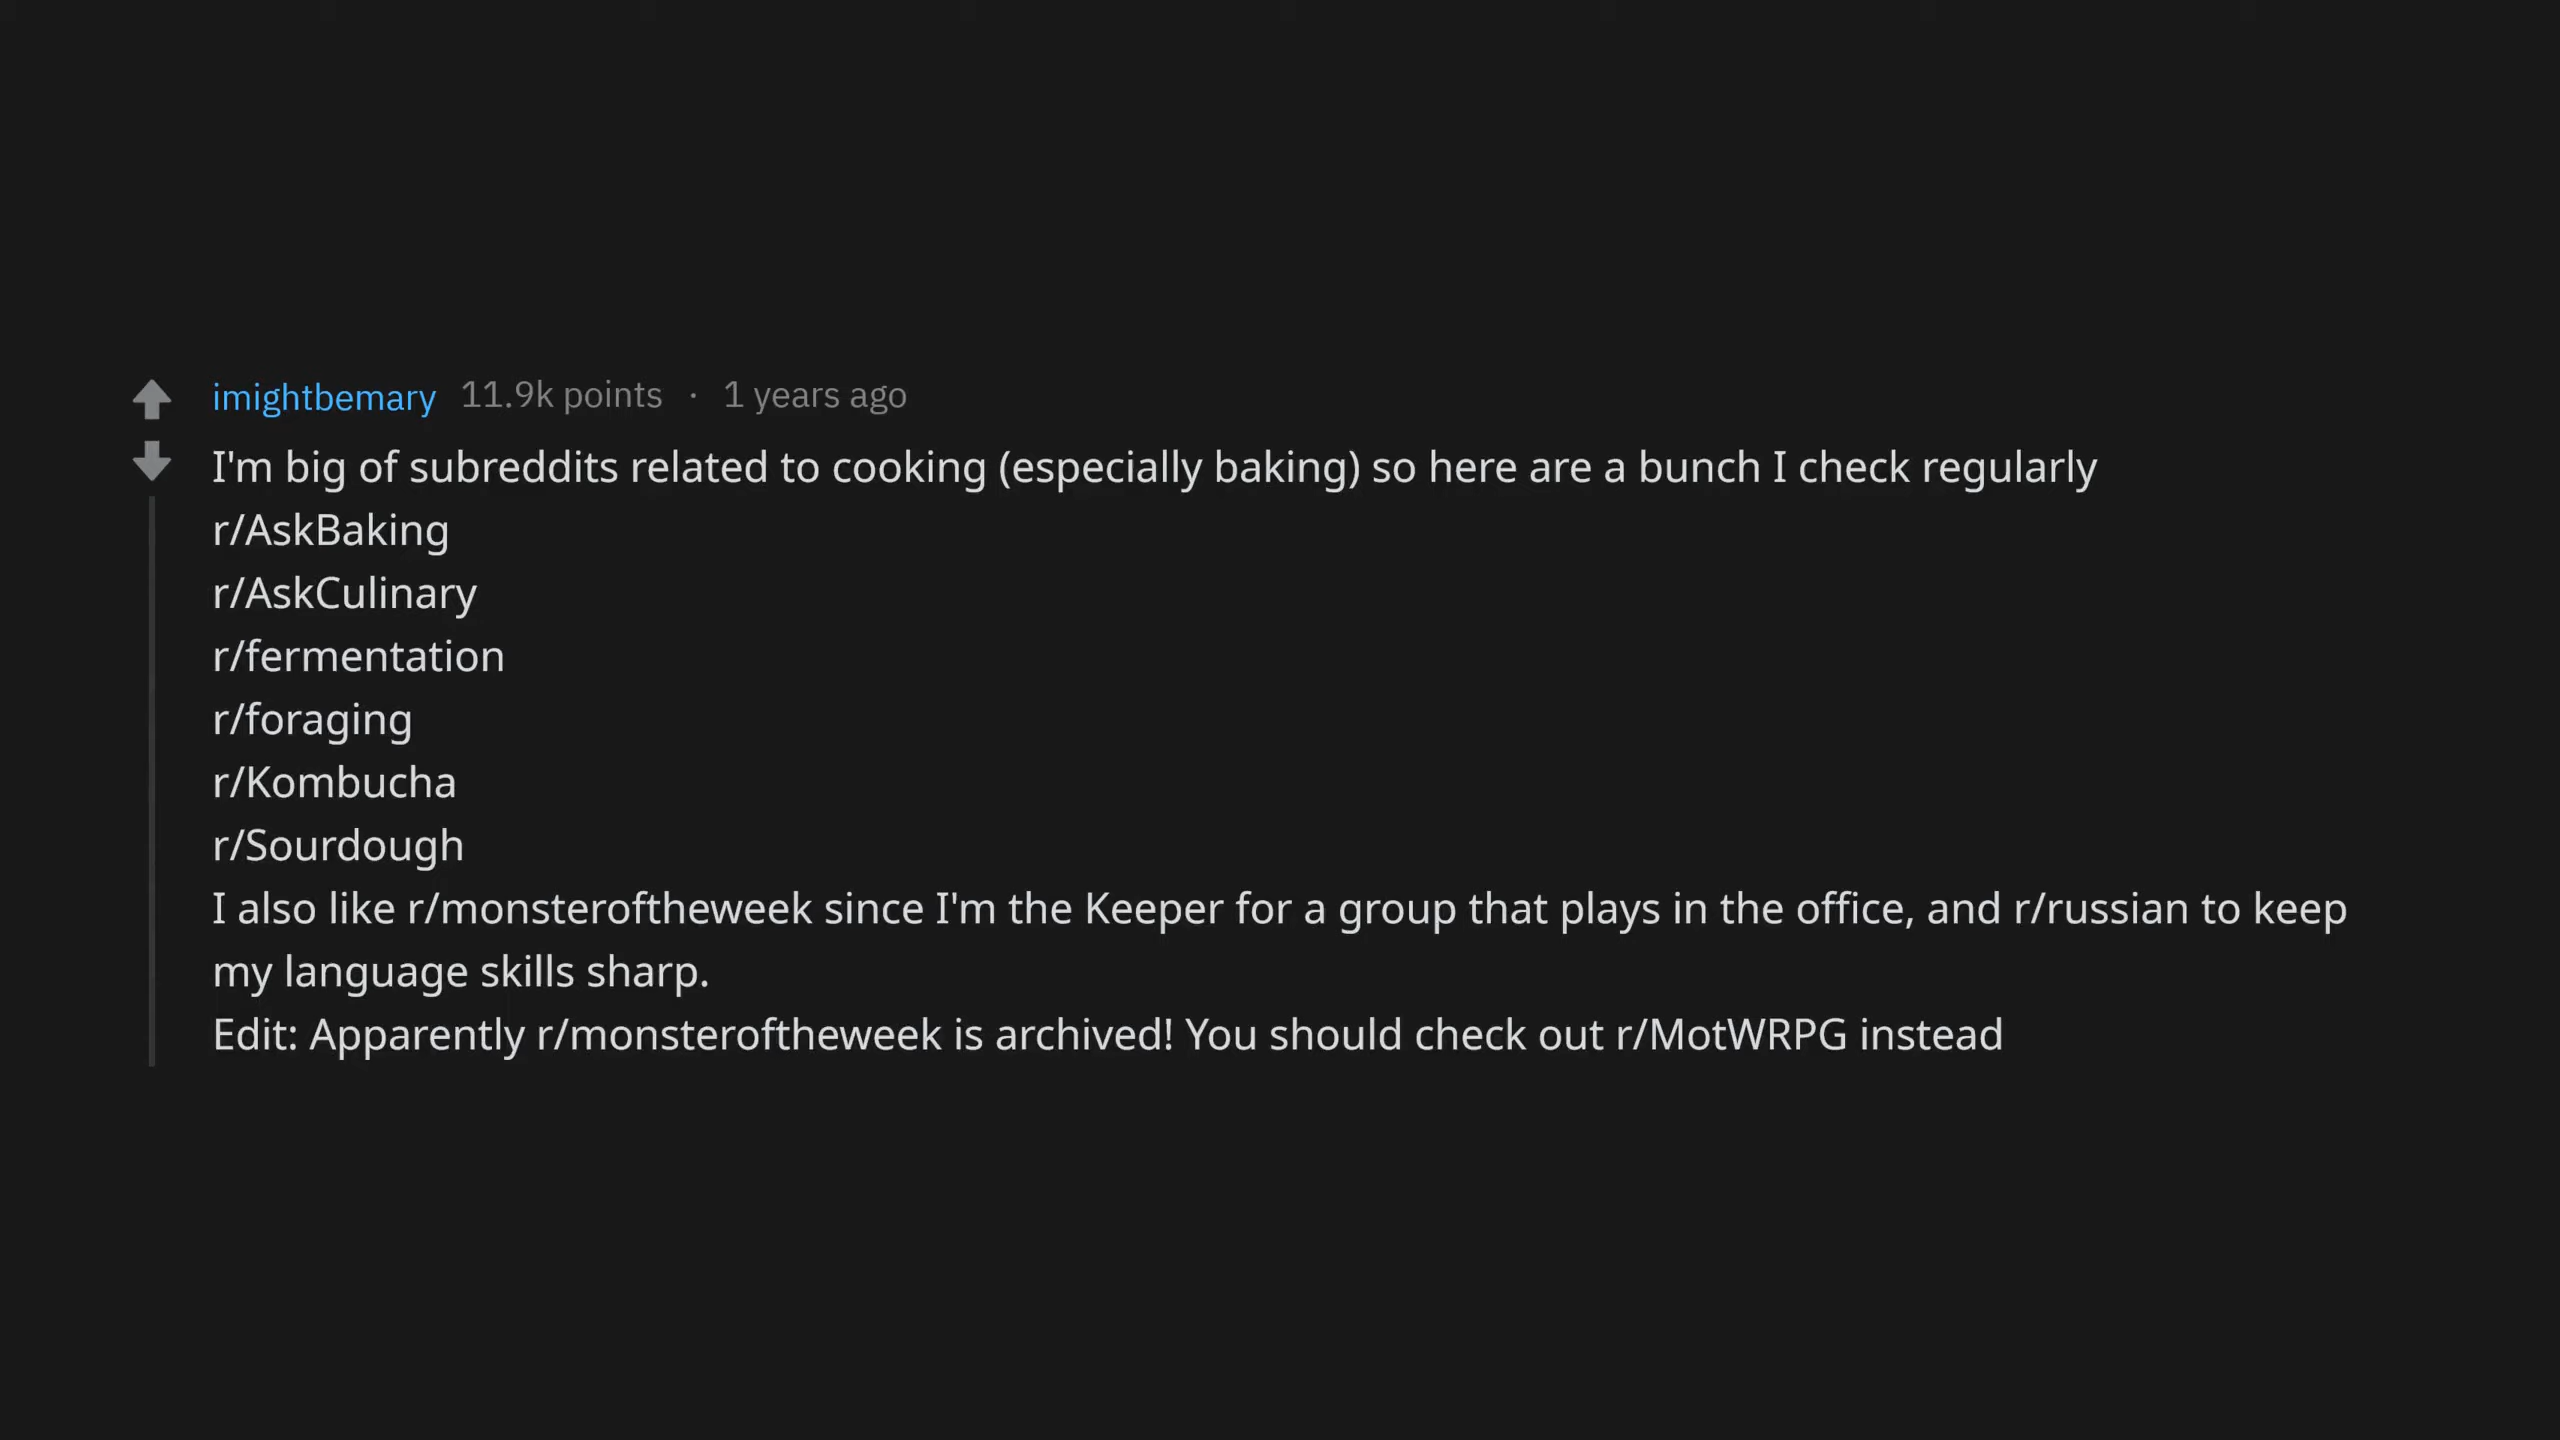 imightbemary 11.9k points · 1 years ago
I'm big of subreddits related to cooking (especially baking) so here are a bunch I check regularly
r/AskBaking
r/AskCulinary
r/fermentation
r/foraging
r/Kombucha
r/Sourdough
I also like r/monsteroftheweek since I'm the Keeper for a group that plays in the office, and r/russian to keep
my language skills sharp.
Edit: Apparently r/monsteroftheweek is archived! You should check out r/MotWRPG instead